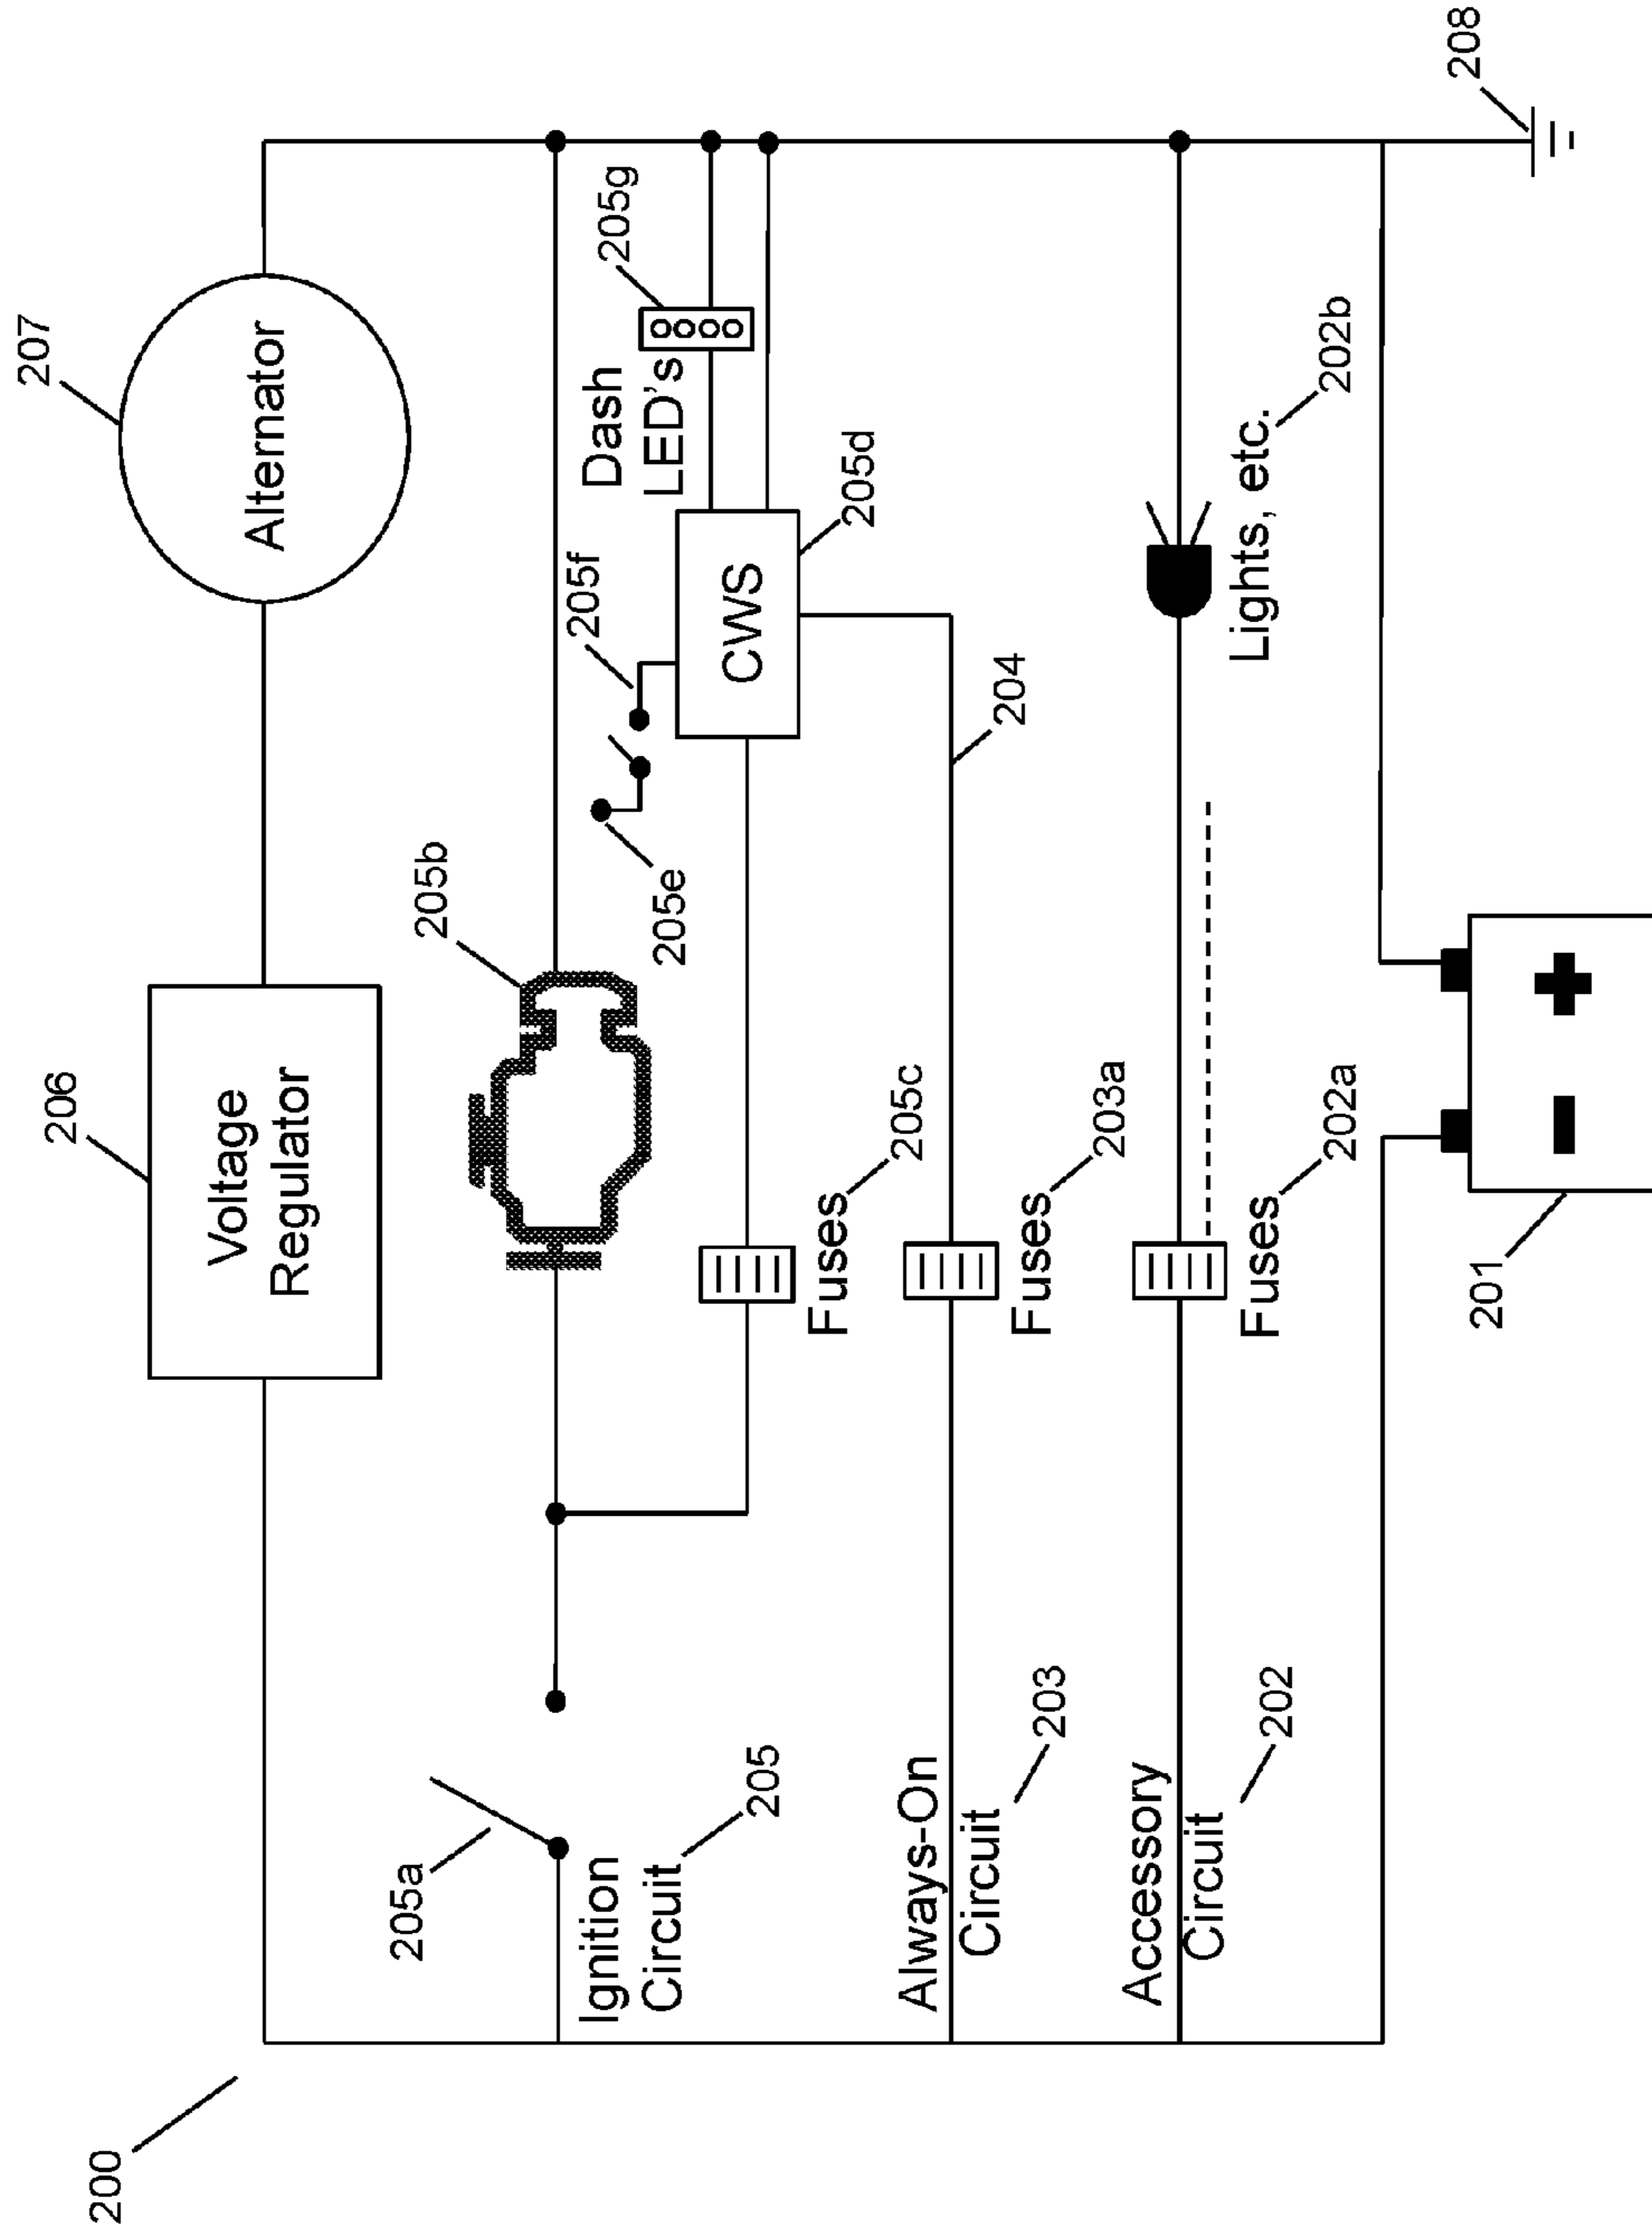 200
206
207
Voltage
Regulator
Alternator
205a
205b
Ignition
Circuit
205
205e
205f
Dash
LED's
205g
CWS
205d
Fuses
205c
Always-On
Circuit
203
Fuses
203a
204
Accessory
Circuit
202
Fuses
202a
Lights, etc.
202b
201
208